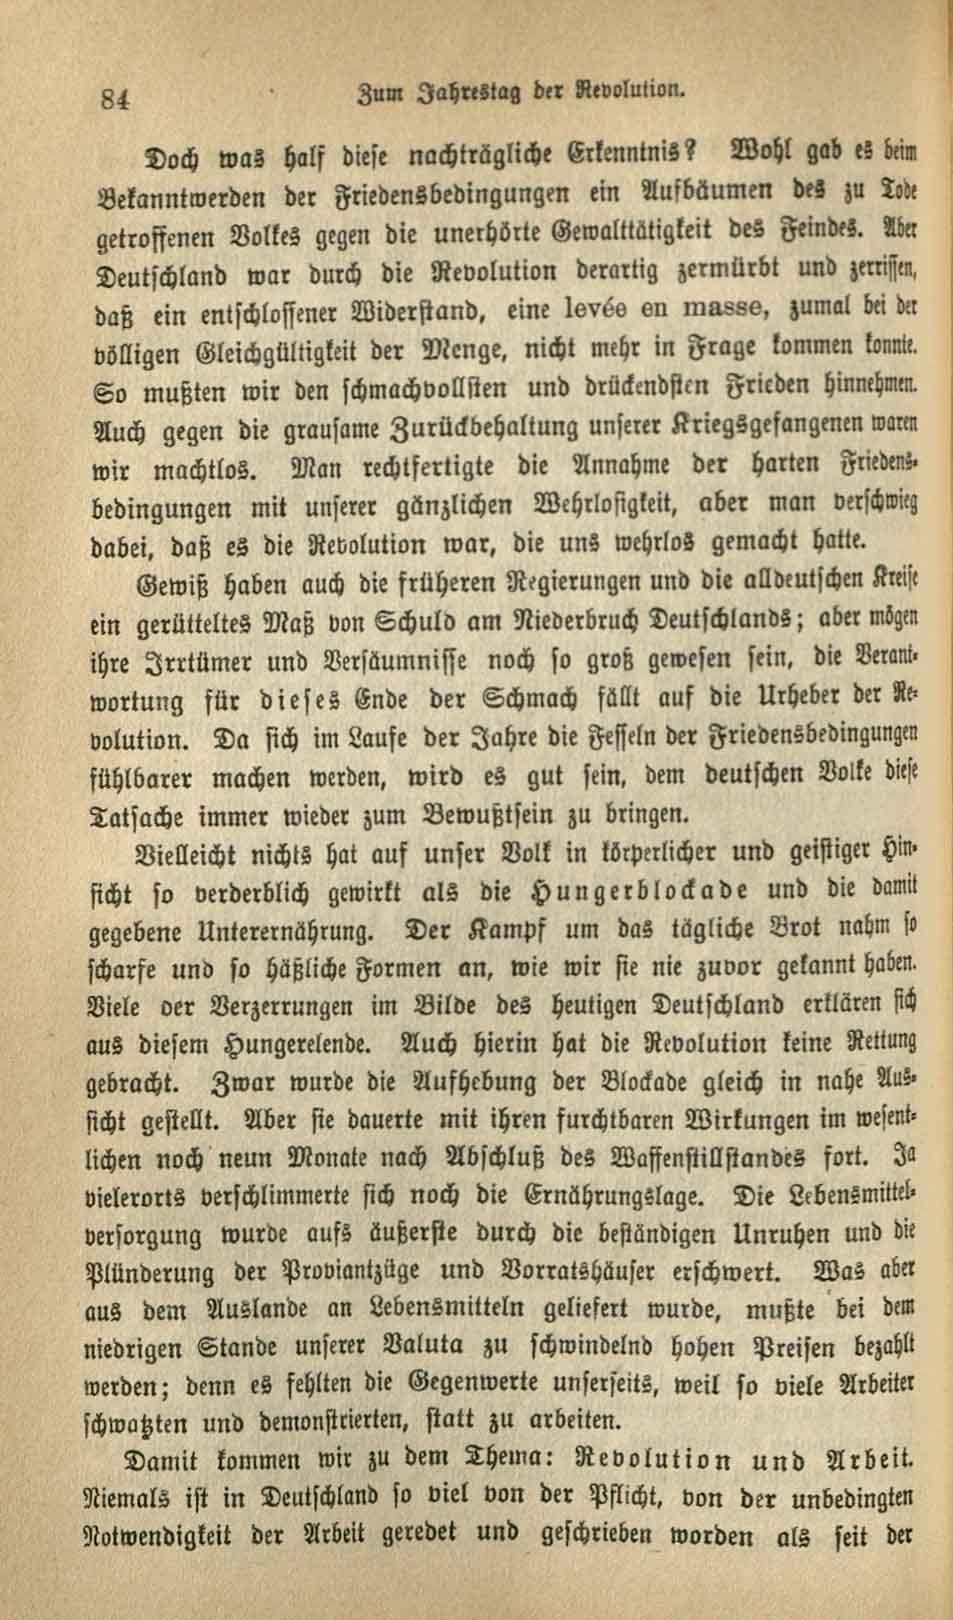 84
Zum Jahrestag der Revolution.
Doch was half diese nachträgliche Erkenntnis? Wohl gab es beim
Bekanntwerden der Friedensbedingungen ein Aufbäumen des zu Tode
getroffenen Volkes gegen die unerhörte Gewalttätigkeit des Feindes. Aber
Deutschland war durch die Revolution derartig zermürbt und zerrissen,
daß ein entschlossener Widerstand, eine levée en masse, zumal bei der
völligen Gleichgültigkeit der Menge, nicht mehr in Frage kommen konnte.
So mußten wir den schmachvollsten und drückendsten Frieden hinnehmen.
Auch gegen die grausame Zurückbehaltung unserer Kriegsgefangenen waren
wir machtlos. Man rechtfertigte die Annahme der harten Friedens-
bedingungen mit unserer gänzlichen Wehrlosigkeit, aber man verschwieg
dabei, daß es die Revolution war, die uns wehrlos gemacht hatte.
Gewiß haben auch die früheren Regierungen und die alldeutschen Kreise
ein gerütteltes Maß von Schuld am Niederbruch Deutschlands; aber mögen
ihre Irrtümer und Versäumnisse noch so groß gewesen sein, die Verant-
wortung für dieses Ende der Schmach fällt auf die Urheber der Re-
volution. Da sich im Laufe der Jahre die Fesseln der Friedensbedingungen
fühlbarer machen werden, wird es gut sein, dem deutschen Volke diese
Tatsache immer wieder zum Bewußtsein zu bringen.
Vielleicht nichts hat auf unser Volk in körperlicher und geistiger Hin-
sicht so verderblich gewirkt als die Hungerblockade und die damit
gegebene Unterernährung. Der Kampf um das tägliche Brot nahm so
scharfe und so häßliche Formen an, wie wir sie nie zuvor gekannt haben.
Viele der Verzerrungen im Bilde des heutigen Deutschland erklären sich
aus diesem Hungerelende. Auch hierin hat die Revolution keine Rettung
gebracht. Zwar wurde die Aufhebung der Blockade gleich in nahe Aus-
sicht gestellt. Aber sie dauerte mit ihren furchtbaren Wirkungen im wesent-
lichen noch neun Monate nach Abschluß des Waffenstillstandes fort. Ja
vielerorts verschlimmerte sich noch die Ernährungslage. Die Lebensmittel-
versorgung wurde aufs äußerste durch die beständigen Unruhen und die
Plünderung der Proviantzüge und Vorratshäuser erschwert. Was aber
aus dem Auslande an Lebensmitteln geliefert wurde, mußte bei dem
niedrigen Stande unserer Valuta zu schwindelnd hohen Preisen bezahlt
werden; denn es fehlten die Gegenwerte unserseits, weil so viele Arbeiter
schwatzten und demonstrierten, statt zu arbeiten.
Damit kommen wir zu dem Thema: Revolution und Arbeit.
Niemals ist in Deutschland so viel von der Pflicht, von der unbedingten
Notwendigkeit der Arbeit geredet und geschrieben worden als seit der